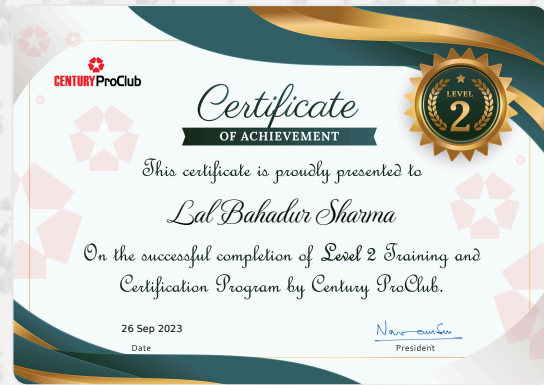 CENTURY ProClub
LEVEL
2
Certificate
OF ACHIEVEMENT
This certificate is proudly presented to
Lal Bahadur Sharma
On the successful completion of Level 2 Training and
Certification Program by Century ProClub.
26 Sep 2023
Date
President